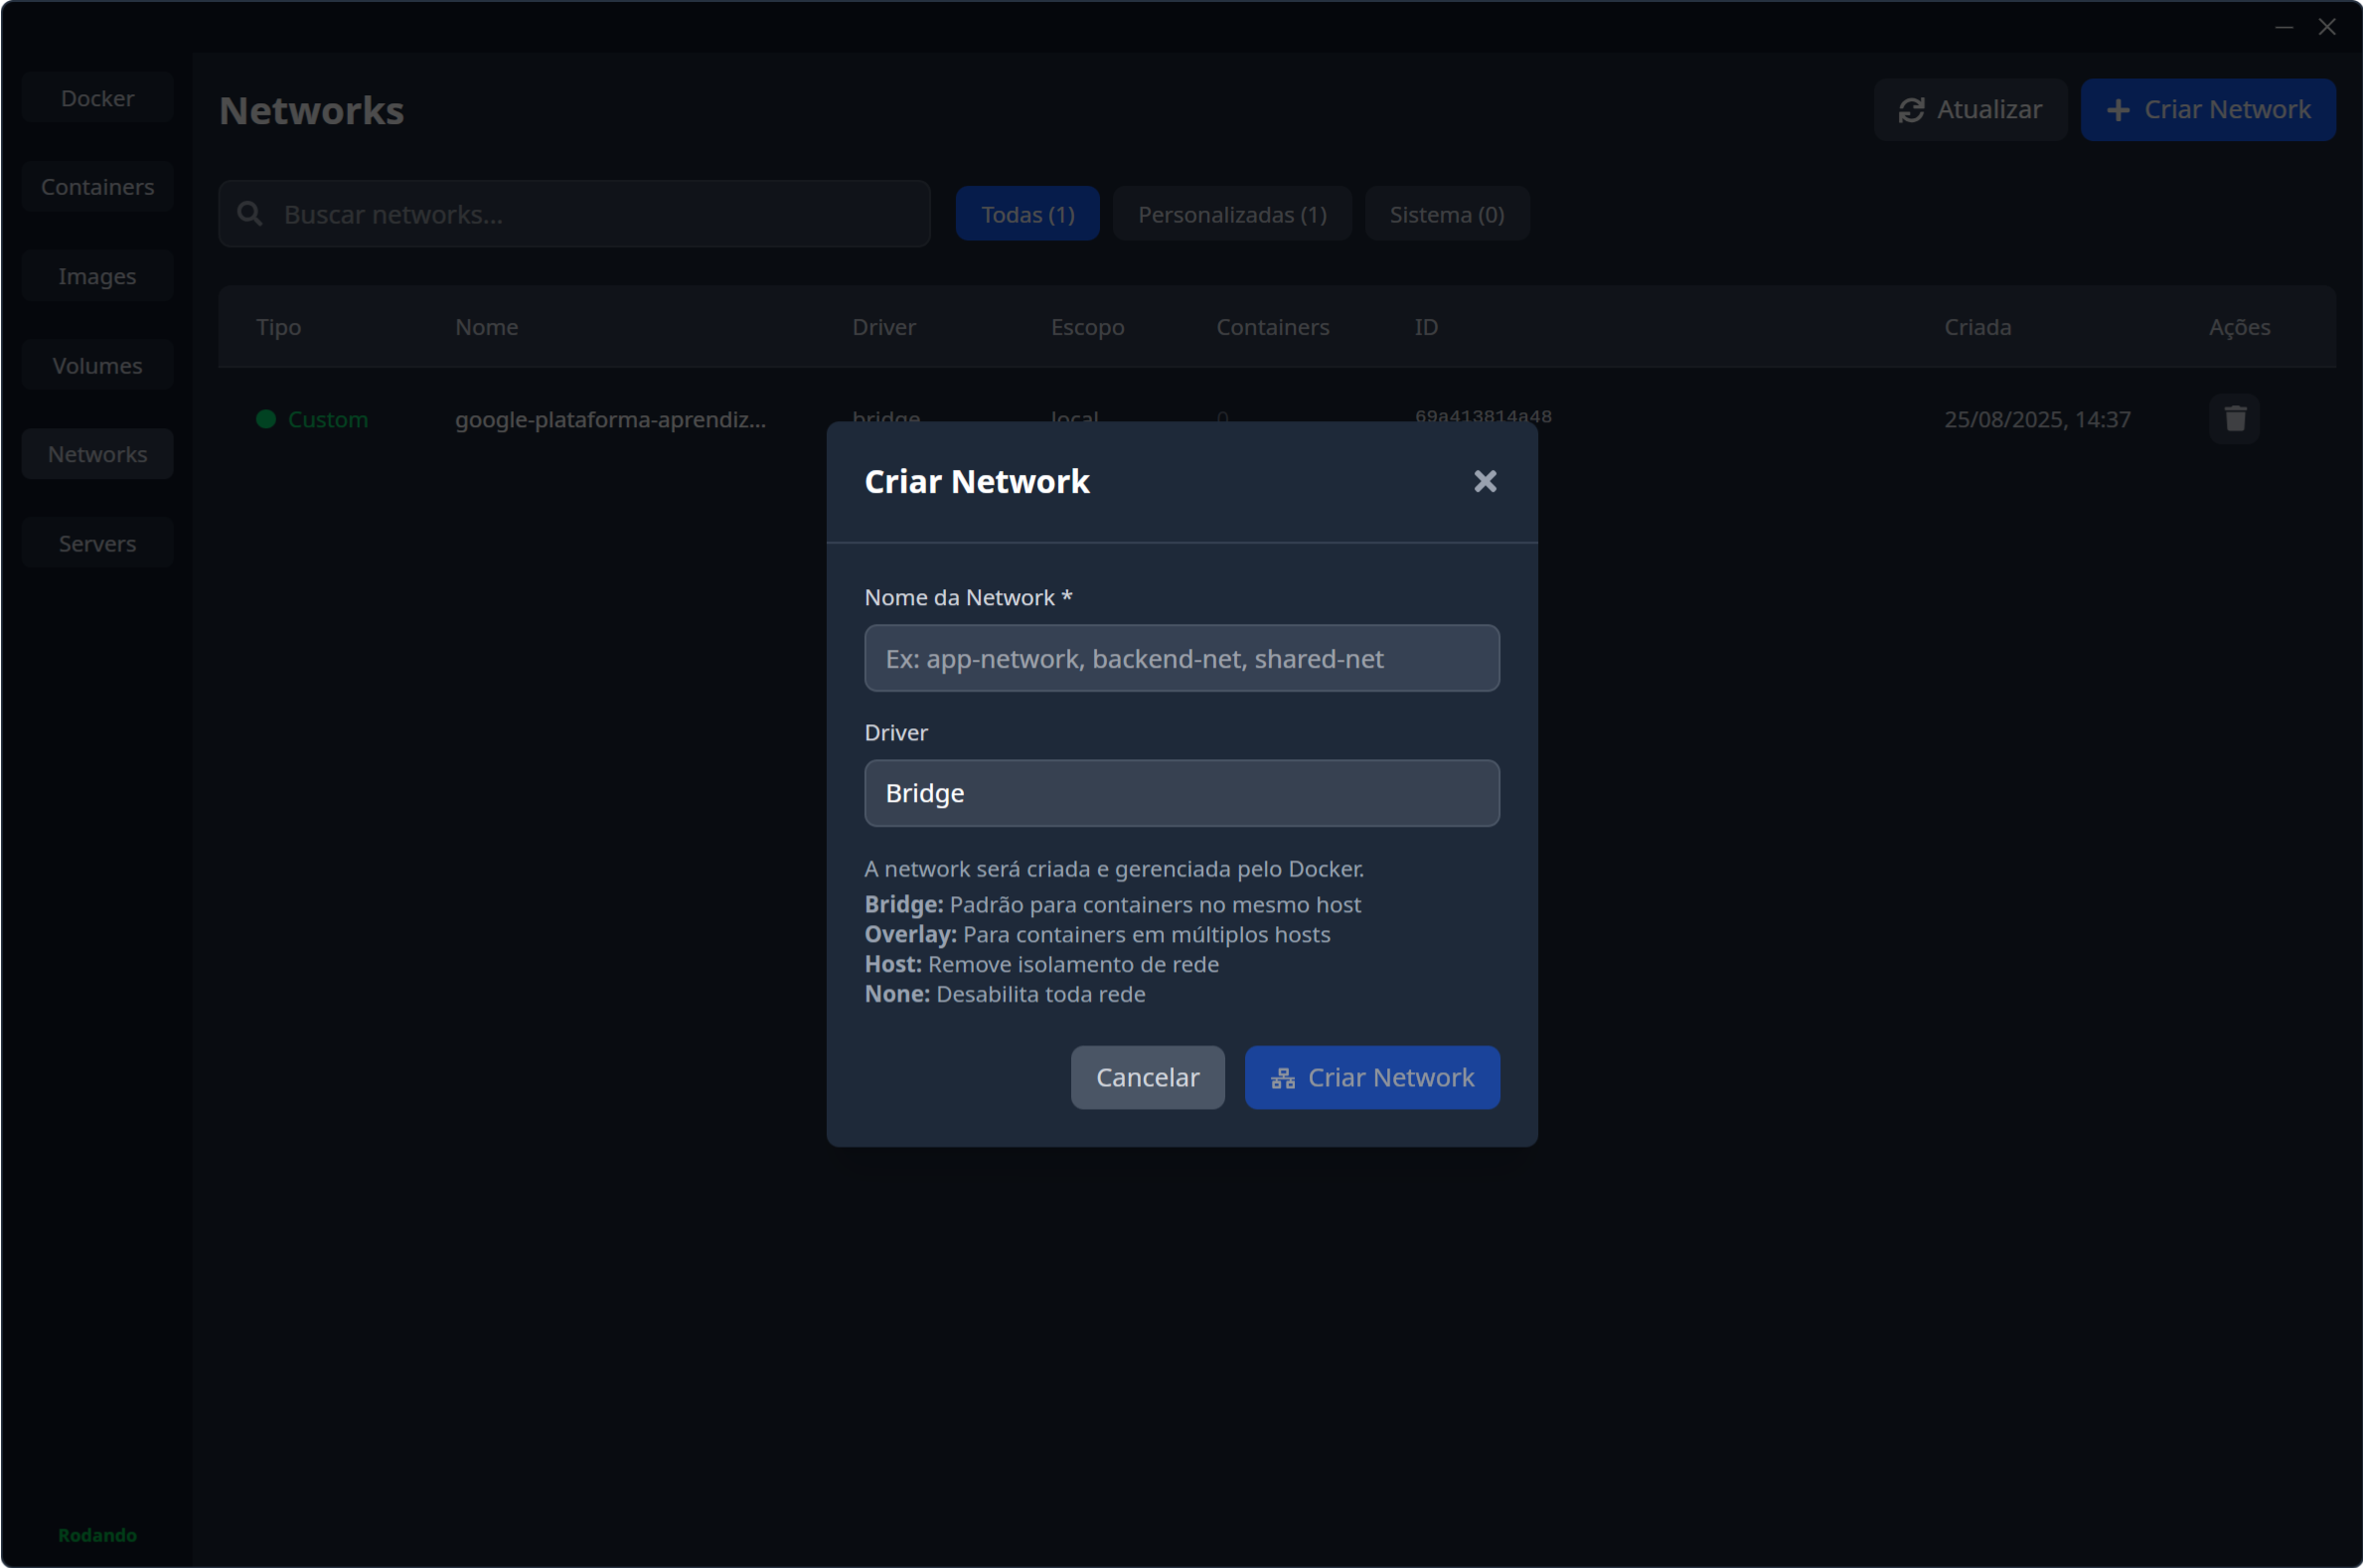 Docker
Containers
Images
Volumes
Networks
Servers
Rodando
Networks
Atualizar
Criar Network
Buscar networks...
Todas (1)
Personalizadas (1)
Sistema (0)
Tipo Nome Driver Escopo Containers ID Criada Ações
Custom google-plataforma-aprendiz... bridge local 0 69a413814a48 25/08/2025, 14:37
Criar Network
Nome da Network *
Ex: app-network, backend-net, shared-net
Driver
Bridge
A network será criada e gerenciada pelo Docker.
Bridge: Padrão para containers no mesmo host
Overlay: Para containers em múltiplos hosts
Host: Remove isolamento de rede
None: Desabilita toda rede
Cancelar
Criar Network